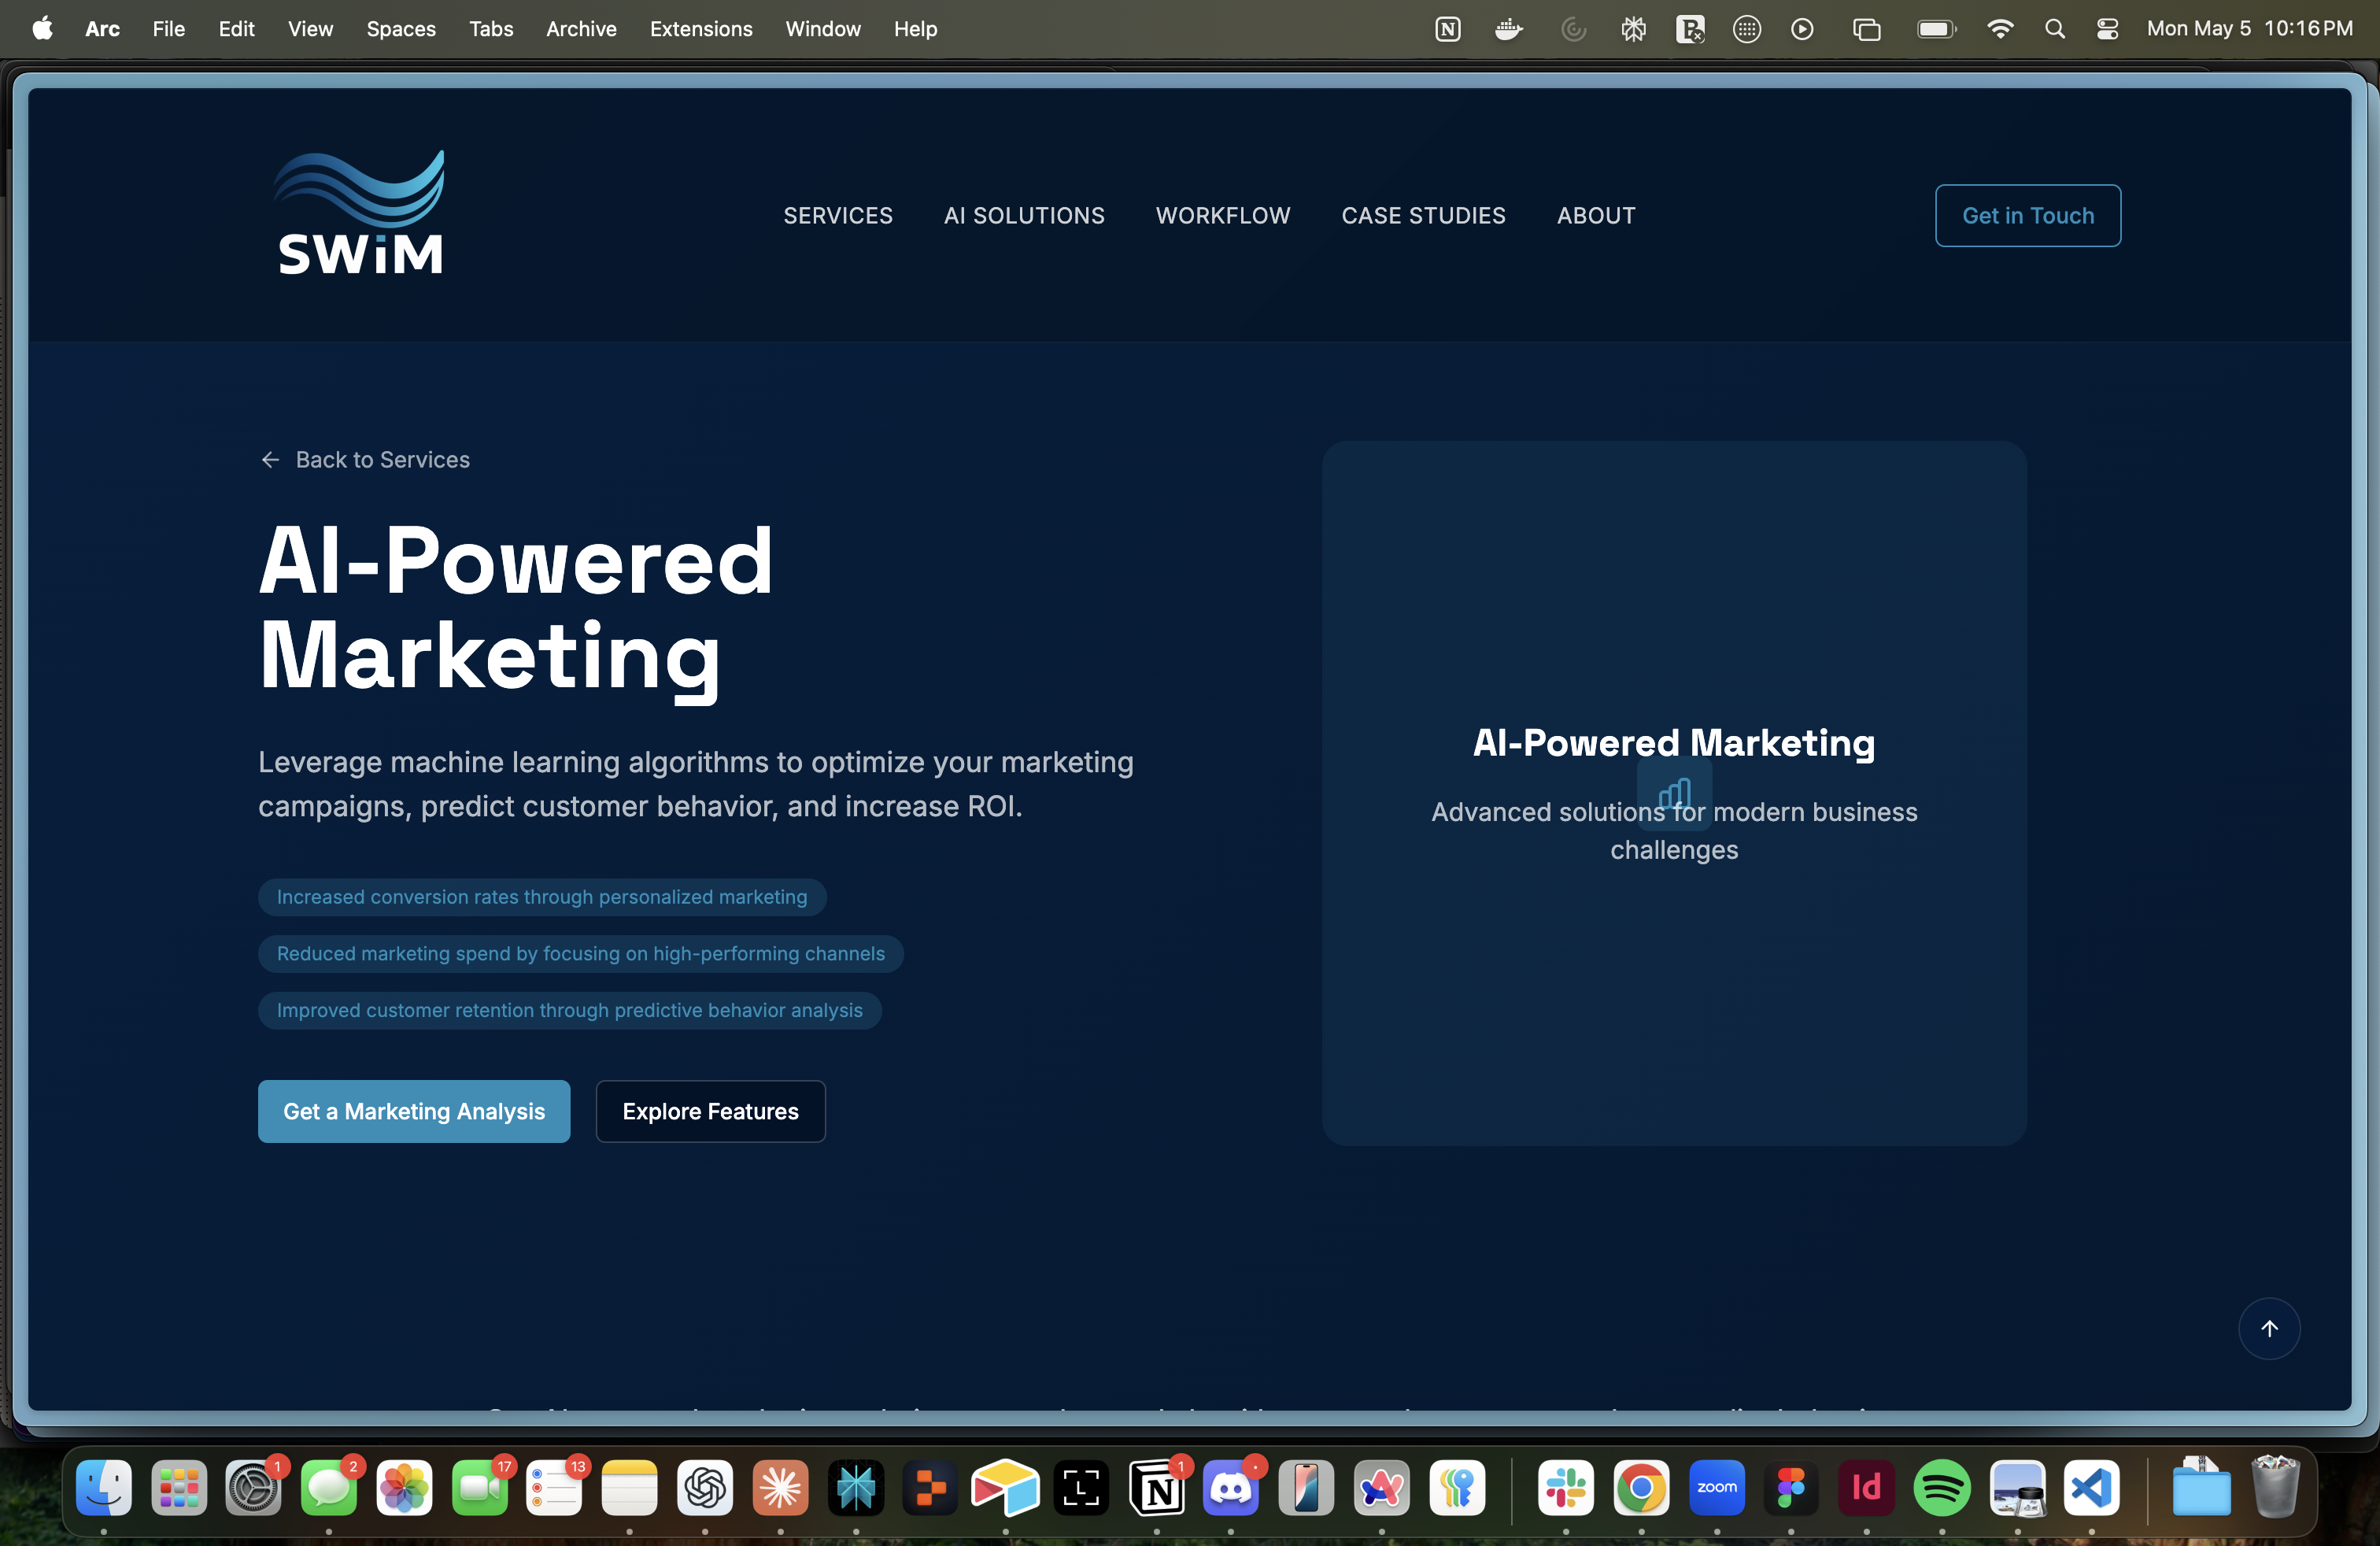 Arc File Edit View Spaces Tabs Archive Extensions Window Help
Mon May 5 10:16 PM
SWiM
SERVICES AI SOLUTIONS WORKFLOW CASE STUDIES ABOUT
Get in Touch
Back to Services
AI-Powered
Marketing
Leverage machine learning algorithms to optimize your marketing
campaigns, predict customer behavior, and increase ROI.
Increased conversion rates through personalized marketing
Reduced marketing spend by focusing on high-performing channels
Improved customer retention through predictive behavior analysis
Get a Marketing Analysis Explore Features
AI-Powered Marketing
Advanced solutions for modern business
challenges
1
2
17
13
1
zoom
Id